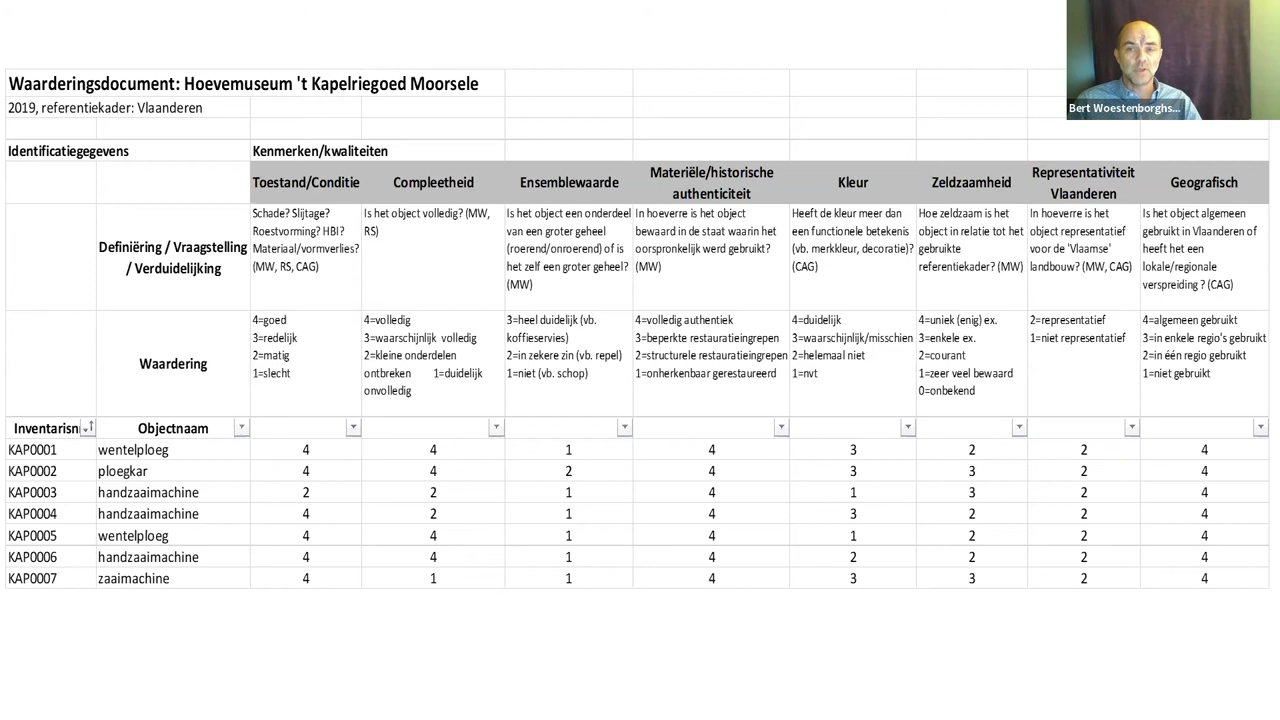 Bert Woestenborghs...
Waarderingsdocument: Hoevemuseum 't Kapelriegoed Moorsele
2019, referentiekader: Vlaanderen
Identificatiegegevens
Kenmerken/kwaliteiten
Toestand/Conditie
Compleetheid
Ensemblewaarde
Materiële/historische
authenticiteit
Kleur
Zeldzaamheid
Representativiteit
Vlaanderen
Geografisch
Definiëring / Vraagstelling
/ Verduidelijking
Schade? Slijtage?
Roestvorming? HBI?
Materiaal/vormverlies?
(MW, RS, CAG)
Is het object volledig? (MW,
RS)
Is het object een onderdeel
van een groter geheel
(roerend/onroerend) of is
het zelf een groter geheel?
(MW)
In hoeverre is het object
bewaard in de staat waarin het
oorspronkelijk werd gebruikt?
(MW)
Heeft de kleur meer dan
een functionele betekenis
(vb. merkkleur, decoratie)?
(CAG)
Hoe zeldzaam is het
object in relatie tot het
gebruikte
referentiekader? (MW)
In hoeverre is het
object representatief
voor de 'Vlaamse'
landbouw? (MW, CAG)
Is het object algemeen
gebruikt in Vlaanderen of
heeft het een
lokale/regionale
verspreiding ? (CAG)
Waardering
4=goed
3=redelijk
2=matig
1=slecht
4=volledig
3=waarschijnlijk volledig
2=kleine onderdelen
ontbreken 1=duidelijk
onvolledig
3=heel duidelijk (vb.
koffieservies)
2=in zekere zin (vb. repel)
1=niet (vb. schop)
4=volledig authentiek
3=beperkte restauratieingrepen
2=structurele restauratieingrepen
1=onherkenbaar gerestaureerd
4=duidelijk
3=waarschijnlijk/misschien
2=helemaal niet
1=nvt
4=uniek (enig) ex.
3=enkele ex.
2=courant
1=zeer veel bewaard
0=onbekend
2=representatief
1=niet representatief
4=algemeen gebruikt
3=in enkele regio's gebruikt
2=in één regio gebruikt
1=niet gebruikt
Inventarisn Objectnaam
KAP0001 wentelploeg 4 4 1 4 3 2 2 4
KAP0002 ploegkar 4 4 2 4 3 3 2 4
KAP0003 handzaaimachine 2 2 1 4 1 3 2 4
KAP0004 handzaaimachine 4 2 1 4 3 2 2 4
KAP0005 wentelploeg 4 4 1 4 1 2 2 4
KAP0006 handzaaimachine 4 4 1 4 2 2 2 4
KAP0007 zaaimachine 4 1 1 4 3 3 2 4